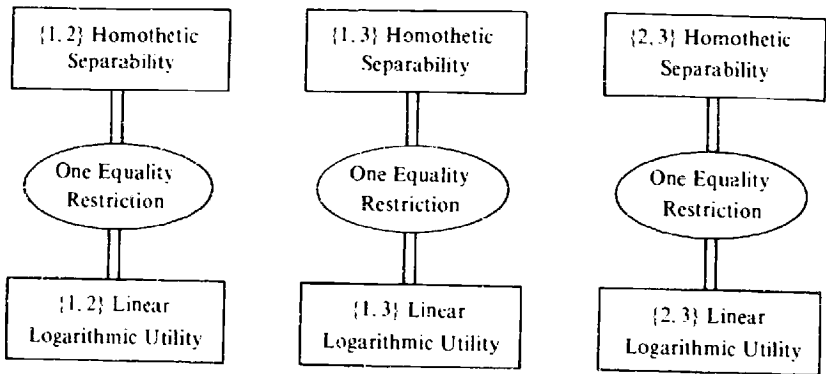 {1, 2} Homothetic
Separability
One Equality
Restriction
{1, 2} Linear
Logarithmic Utility
{1, 3} Homothetic
Separability
One Equality
Restriction
{1, 3} Linear
Logarithmic Utility
{2, 3} Homothetic
Separability
One Equality
Restriction
{2, 3} Linear
Logarithmic Utility